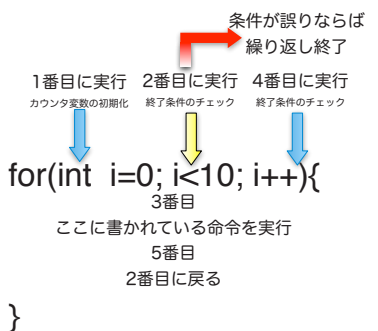 条件が誤りならば
繰り返し終了
1番目に実行 2番目に実行 4番目に実行
カウンタ変数の初期化 終了条件のチェック 終了条件のチェック
for(int i=0; i<10; i++){
3番目
ここに書かれている命令を実行
5番目
2番目に戻る
}